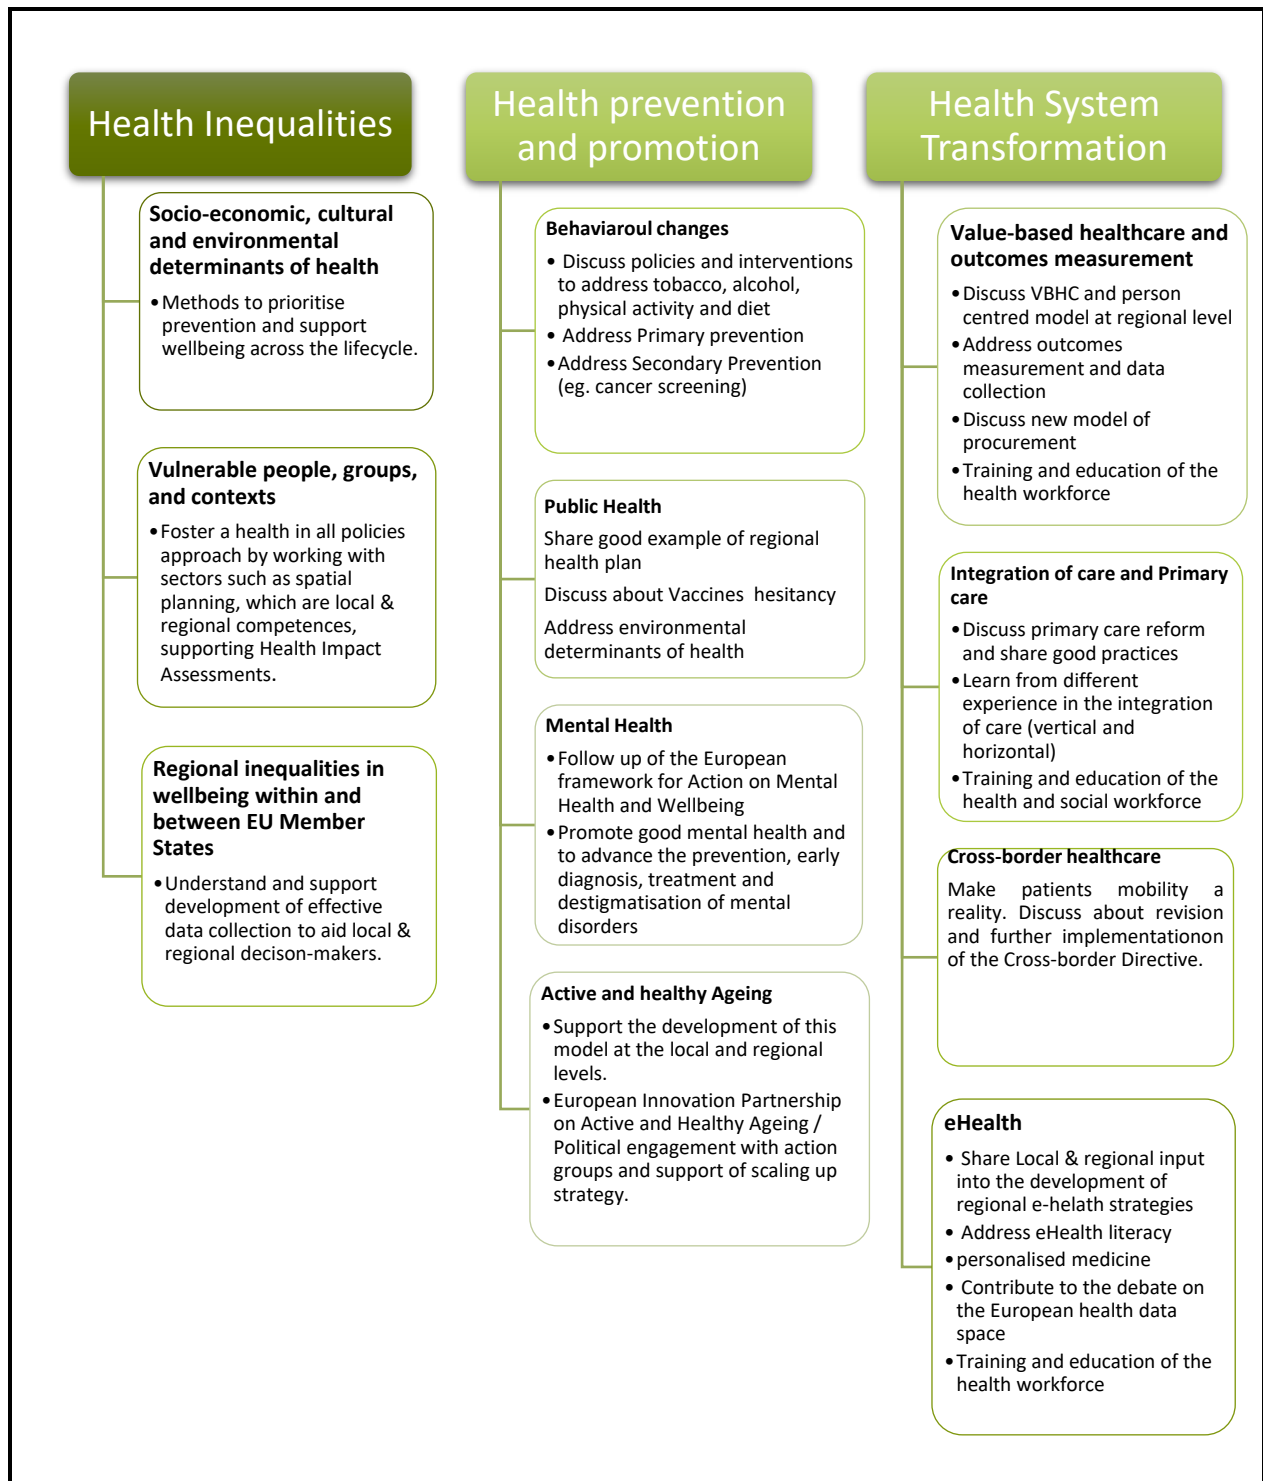 Health Inequalities
Socio-economic, cultural
and environmental
determinants of health
•Methods to prioritise
prevention and support
wellbeing across the lifecycle.
Vulnerable people, groups,
and contexts
•Foster a health in all policies
approach by working with
sectors such as spatial
planning, which are local &
regional competences,
supporting Health Impact
Assessments.
Regional inequalities in
wellbeing within and
between EU Member
States
•Understand and support
development of effective
data collection to aid local &
regional decison-makers.
Health prevention
and promotion
Behaviaroul changes
• Discuss policies and interventions
to address tobacco, alcohol,
physical activity and diet
• Address Primary prevention
•Address Secondary Prevention
(eg. cancer screening)
Public Health
Share good example of regional
health plan
Discuss about Vaccines hesitancy
Address environmental
determinants of health
Mental Health
•Follow up of the European
framework for Action on Mental
Health and Wellbeing
•Promote good mental health and
to advance the prevention, early
diagnosis, treatment and
destigmatisation of mental
disorders
Active and healthy Ageing
•Support the development of this
model at the local and regional
levels.
•European Innovation Partnership
on Active and Healthy Ageing /
Political engagement with action
groups and support of scaling up
strategy.
Health System
Transformation
Value-based healthcare and
outcomes measurement
•Discuss VBHC and person
centred model at regional level
•Address outcomes
measurement and data
collection
•Discuss new model of
procurement
•Training and education of the
health workforce
Integration of care and Primary
care
•Discuss primary care reform
and share good practices
•Learn from different
experience in the integration
of care (vertical and
horizontal)
•Training and education of the
health and social workforce
Cross-border healthcare
Make patients mobility a
reality. Discuss about revision
and further implementationon
of the Cross-border Directive.
eHealth
• Share Local & regional input
into the development of
regional e-helath strategies
• Address eHealth literacy
•personalised medicine
• Contribute to the debate on
the European health data
space
•Training and education of the
health workforce